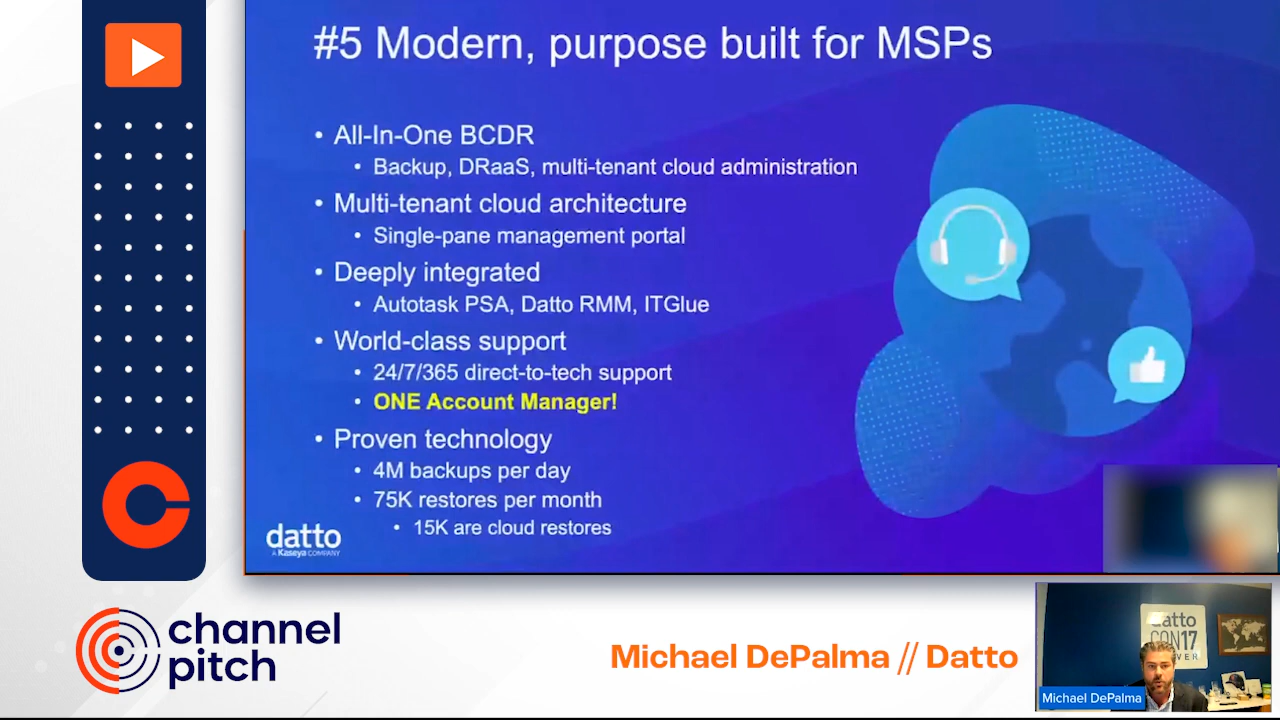 #5 Modern, purpose built for MSPs
• All-In-One BCDR
• Backup, DRaaS, multi-tenant cloud administration
• Multi-tenant cloud architecture
• Single-pane management portal
• Deeply integrated
• Autotask PSA, Datto RMM, ITGlue
• World-class support
• 24/7/365 direct-to-tech support
• ONE Account Manager!
• Proven technology
• 4M backups per day
• 75K restores per month
• 15K are cloud restores
datto
A Kaseya COMPANY
channel
pitch
Michael DePalma // Datto
datto
CON17
Michael DePalma